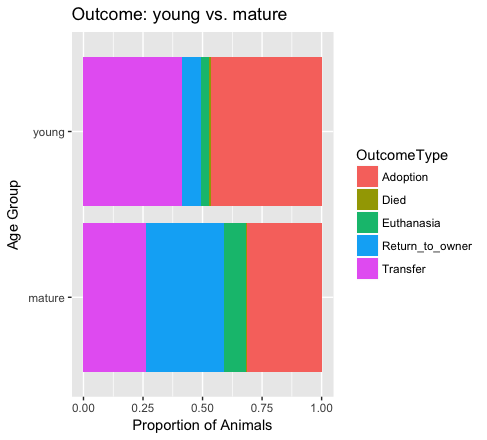 Outcome: young vs. mature
Age Group
young
mature
0.00 0.25 0.50 0.75 1.00
Proportion of Animals
OutcomeType
Adoption
Died
Euthanasia
Return_to_owner
Transfer